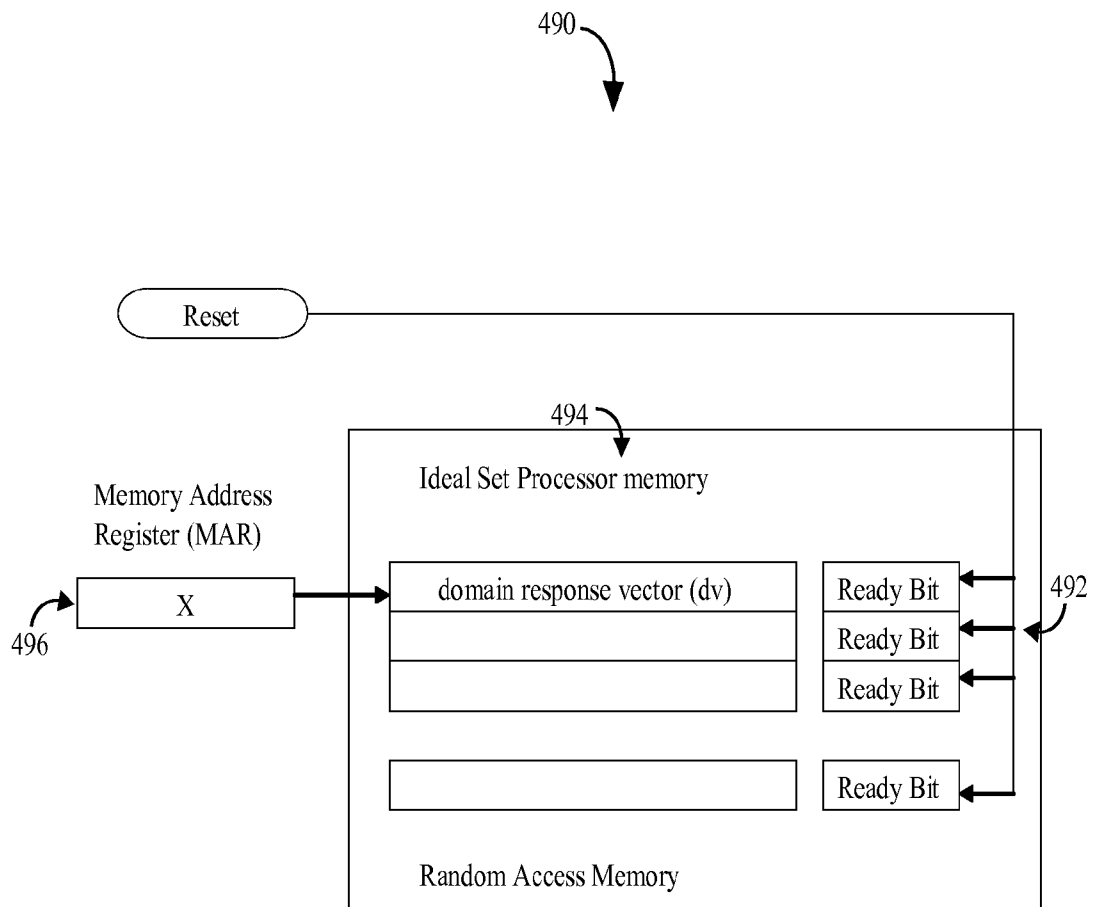 490
Reset
494
Ideal Set Processor memory
Memory Address
Register (MAR)
domain response vector (dv)
Ready Bit
492
X
496
Ready Bit
Ready Bit
Ready Bit
Random Access Memory